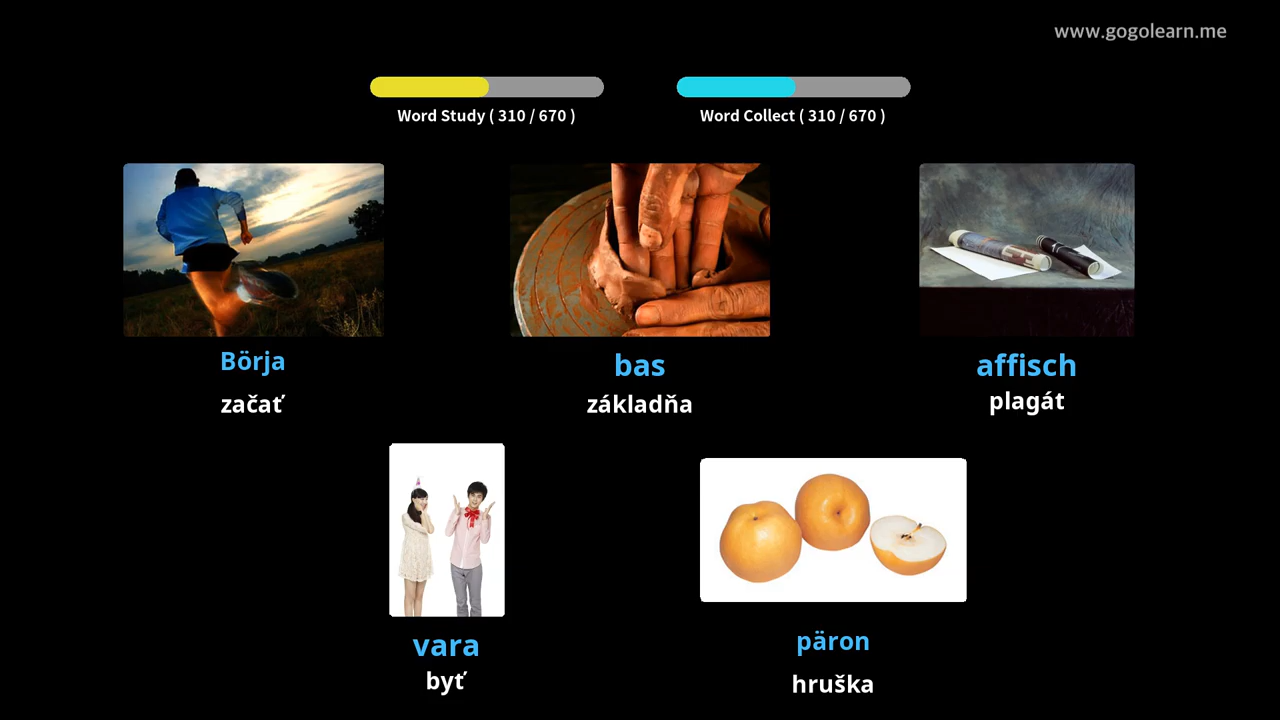 www.gogolearn.me
Word Study ( 310 / 670 )
Word Collect ( 310 / 670 )
Börja
začať
bas
základňa
affisch
plagát
vara
byť
päron
hruška